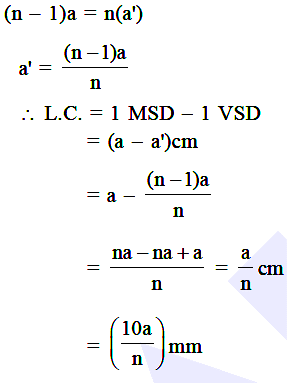 (n – 1)a = n(a')
a' = (n–1)a / n
∴ L.C. = 1 MSD – 1 VSD
= (a – a')cm
= a – (n–1)a / n
= (na–na+a) / n = a/n cm
= (10a/n) mm